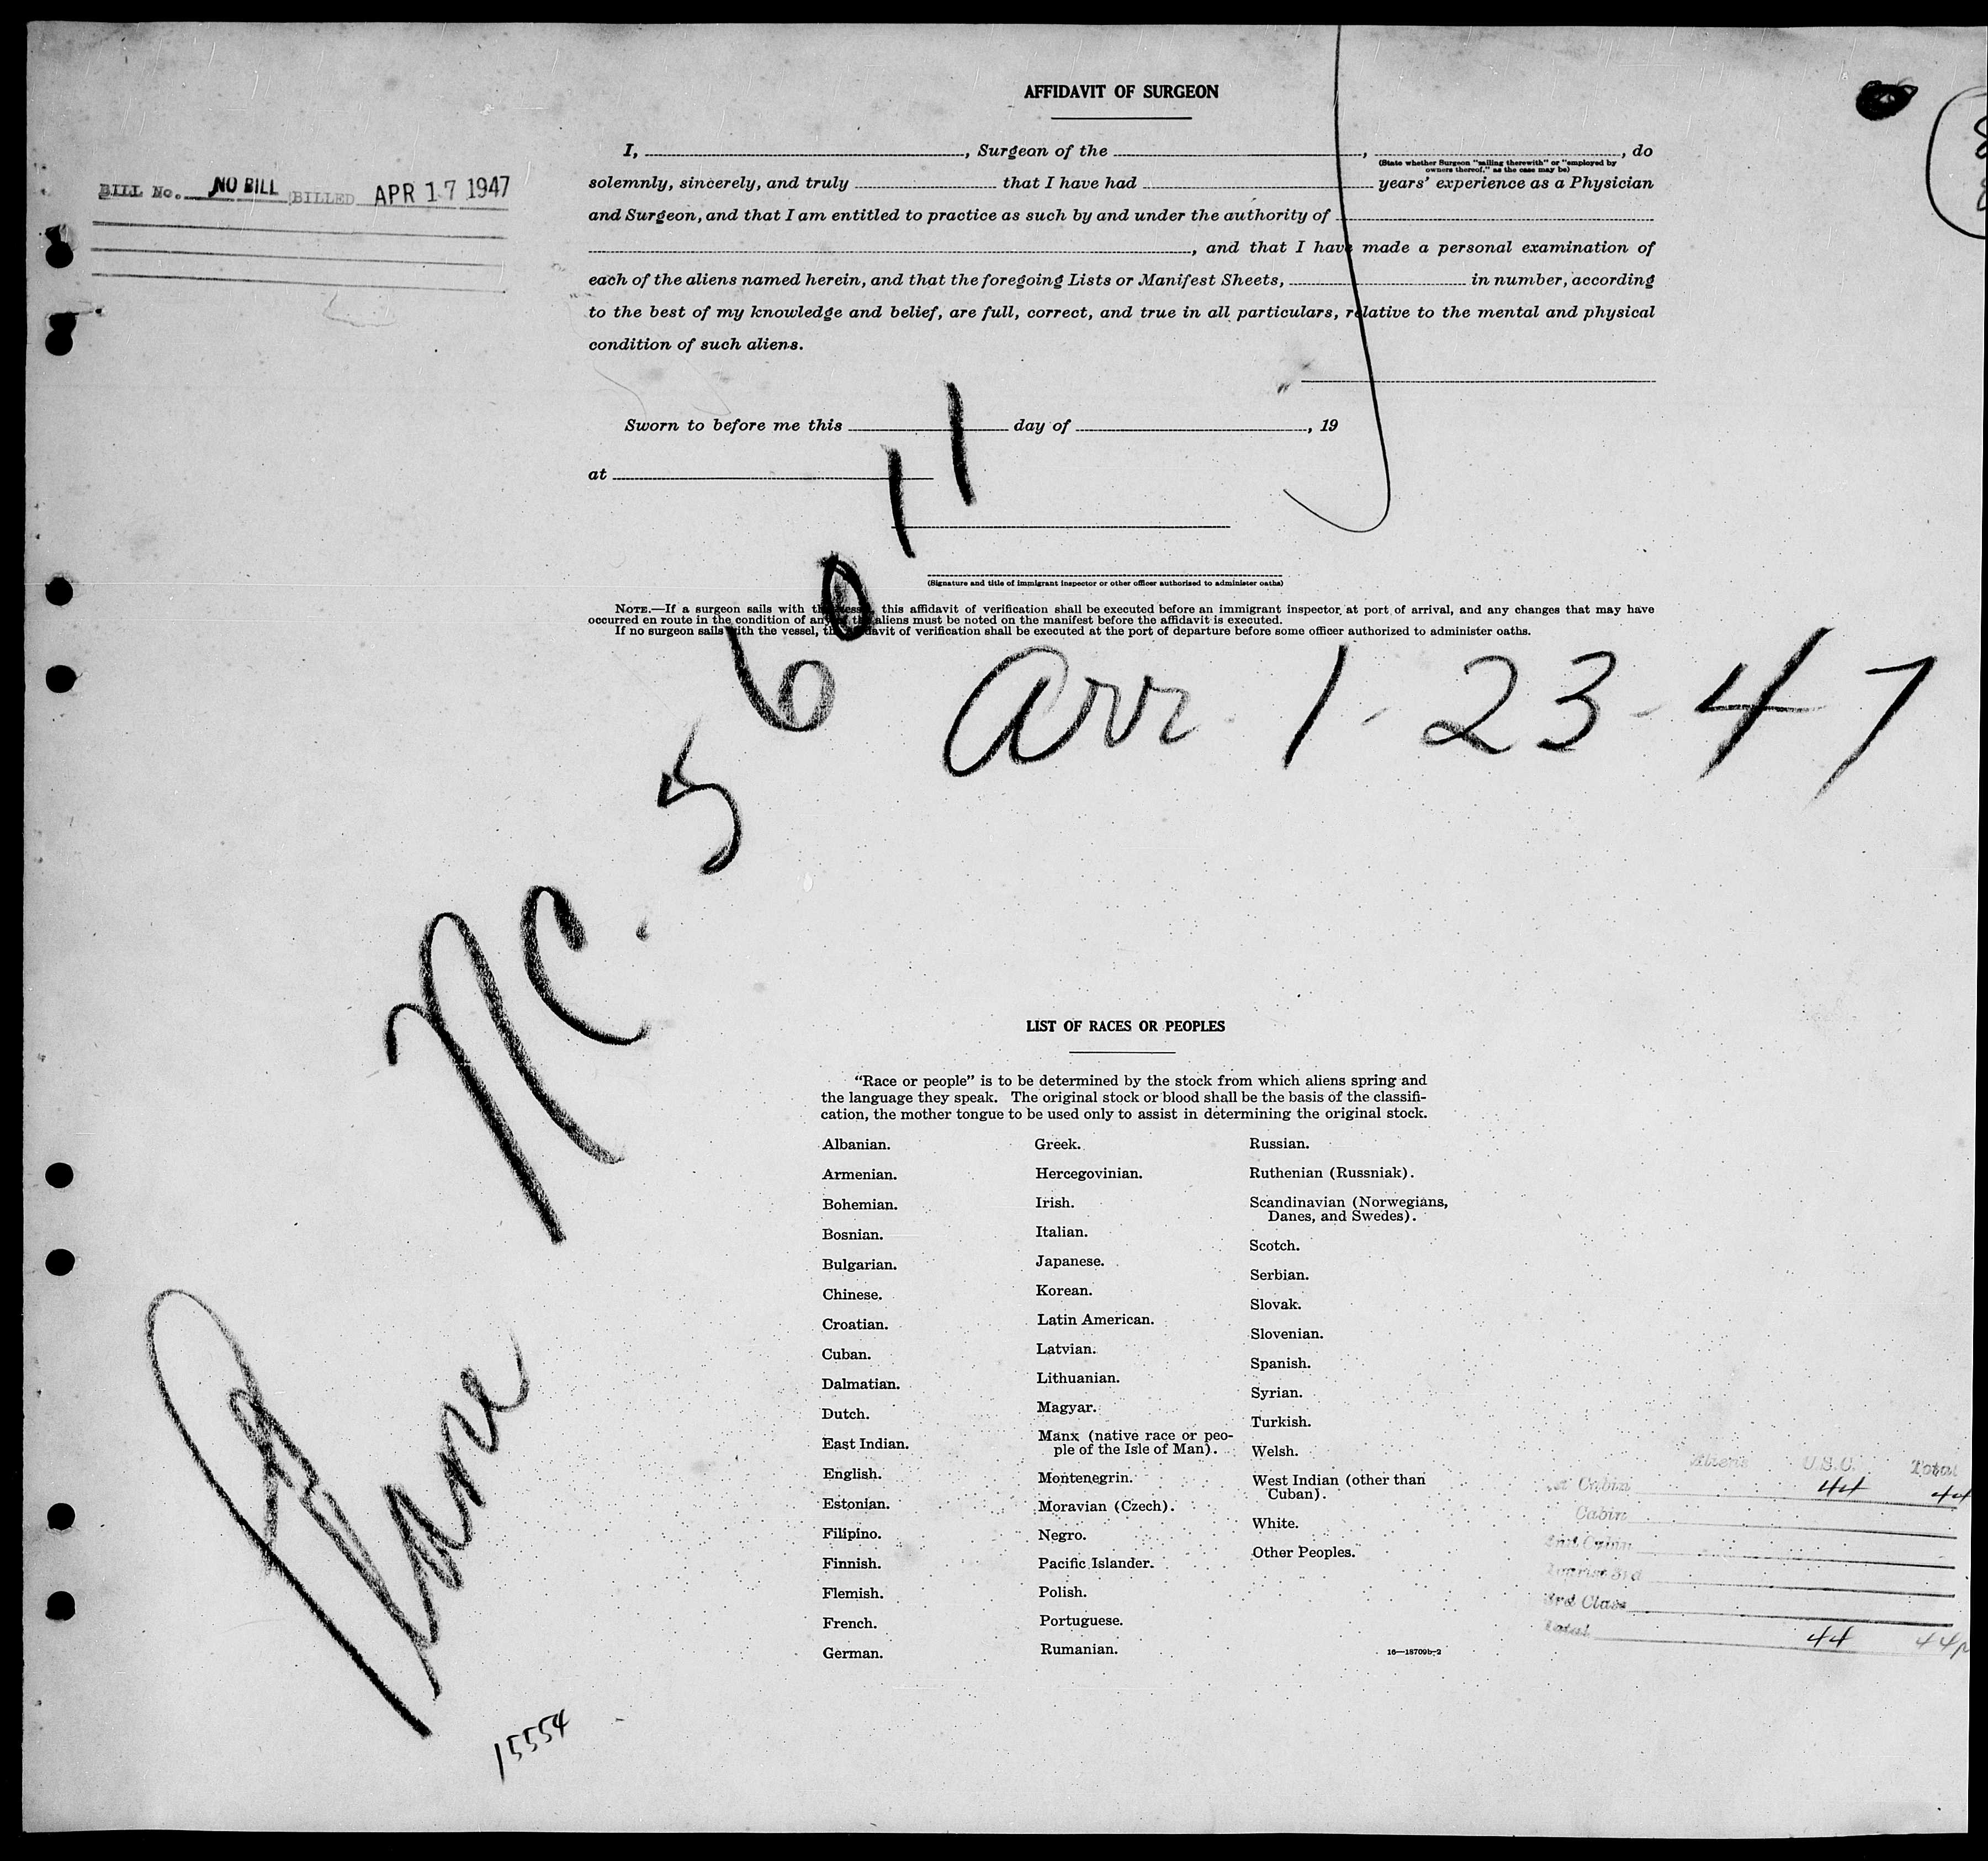 AFFIDAVIT OF SURGEON
I, , Surgeon of the , , do
(State whether Surgeon "sailing therewith" or "employed by
owners thereof," as the case may be)
BILL No. NO BILL BILLED APR 17 1947
solemnly, sincerely, and truly that I have had years' experience as a Physician
and Surgeon, and that I am entitled to practice as such by and under the authority of
, and that I have made a personal examination of
each of the aliens named herein, and that the foregoing Lists or Manifest Sheets, in number, according
to the best of my knowledge and belief, are full, correct, and true in all particulars, relative to the mental and physical
condition of such aliens.
Sworn to before me this day of , 19
at
(Signature and title of immigrant inspector or other officer authorized to administer oaths)
NOTE.—If a surgeon sails with the vessel, this affidavit of verification shall be executed before an immigrant inspector at port of arrival, and any changes that may have
occurred en route in the condition of any of the aliens must be noted on the manifest before the affidavit is executed.
If no surgeon sails with the vessel, the affidavit of verification shall be executed at the port of departure before some officer authorized to administer oaths.
Arr 1-23-47
Plane NC. 56011
LIST OF RACES OR PEOPLES
"Race or people" is to be determined by the stock from which aliens spring and
the language they speak. The original stock or blood shall be the basis of the classifi-
cation, the mother tongue to be used only to assist in determining the original stock.
Albanian.
Armenian.
Bohemian.
Bosnian.
Bulgarian.
Chinese.
Croatian.
Cuban.
Dalmatian.
Dutch.
East Indian.
English.
Estonian.
Filipino.
Finnish.
Flemish.
French.
German.
Greek.
Hercegovinian.
Irish.
Italian.
Japanese.
Korean.
Latin American.
Latvian.
Lithuanian.
Magyar.
Manx (native race or peo-
ple of the Isle of Man).
Montenegrin.
Moravian (Czech).
Negro.
Pacific Islander.
Polish.
Portuguese.
Rumanian.
Russian.
Ruthenian (Russniak).
Scandinavian (Norwegians,
Danes, and Swedes).
Scotch.
Serbian.
Slovak.
Slovenian.
Spanish.
Syrian.
Turkish.
Welsh.
West Indian (other than
Cuban).
White.
Other Peoples.
16—18709b-2
Aliens U.S.C. Total
Cabin 44 44
Cabin
2nd Cabin
3rd
3rd Class
Total 44 44
15554